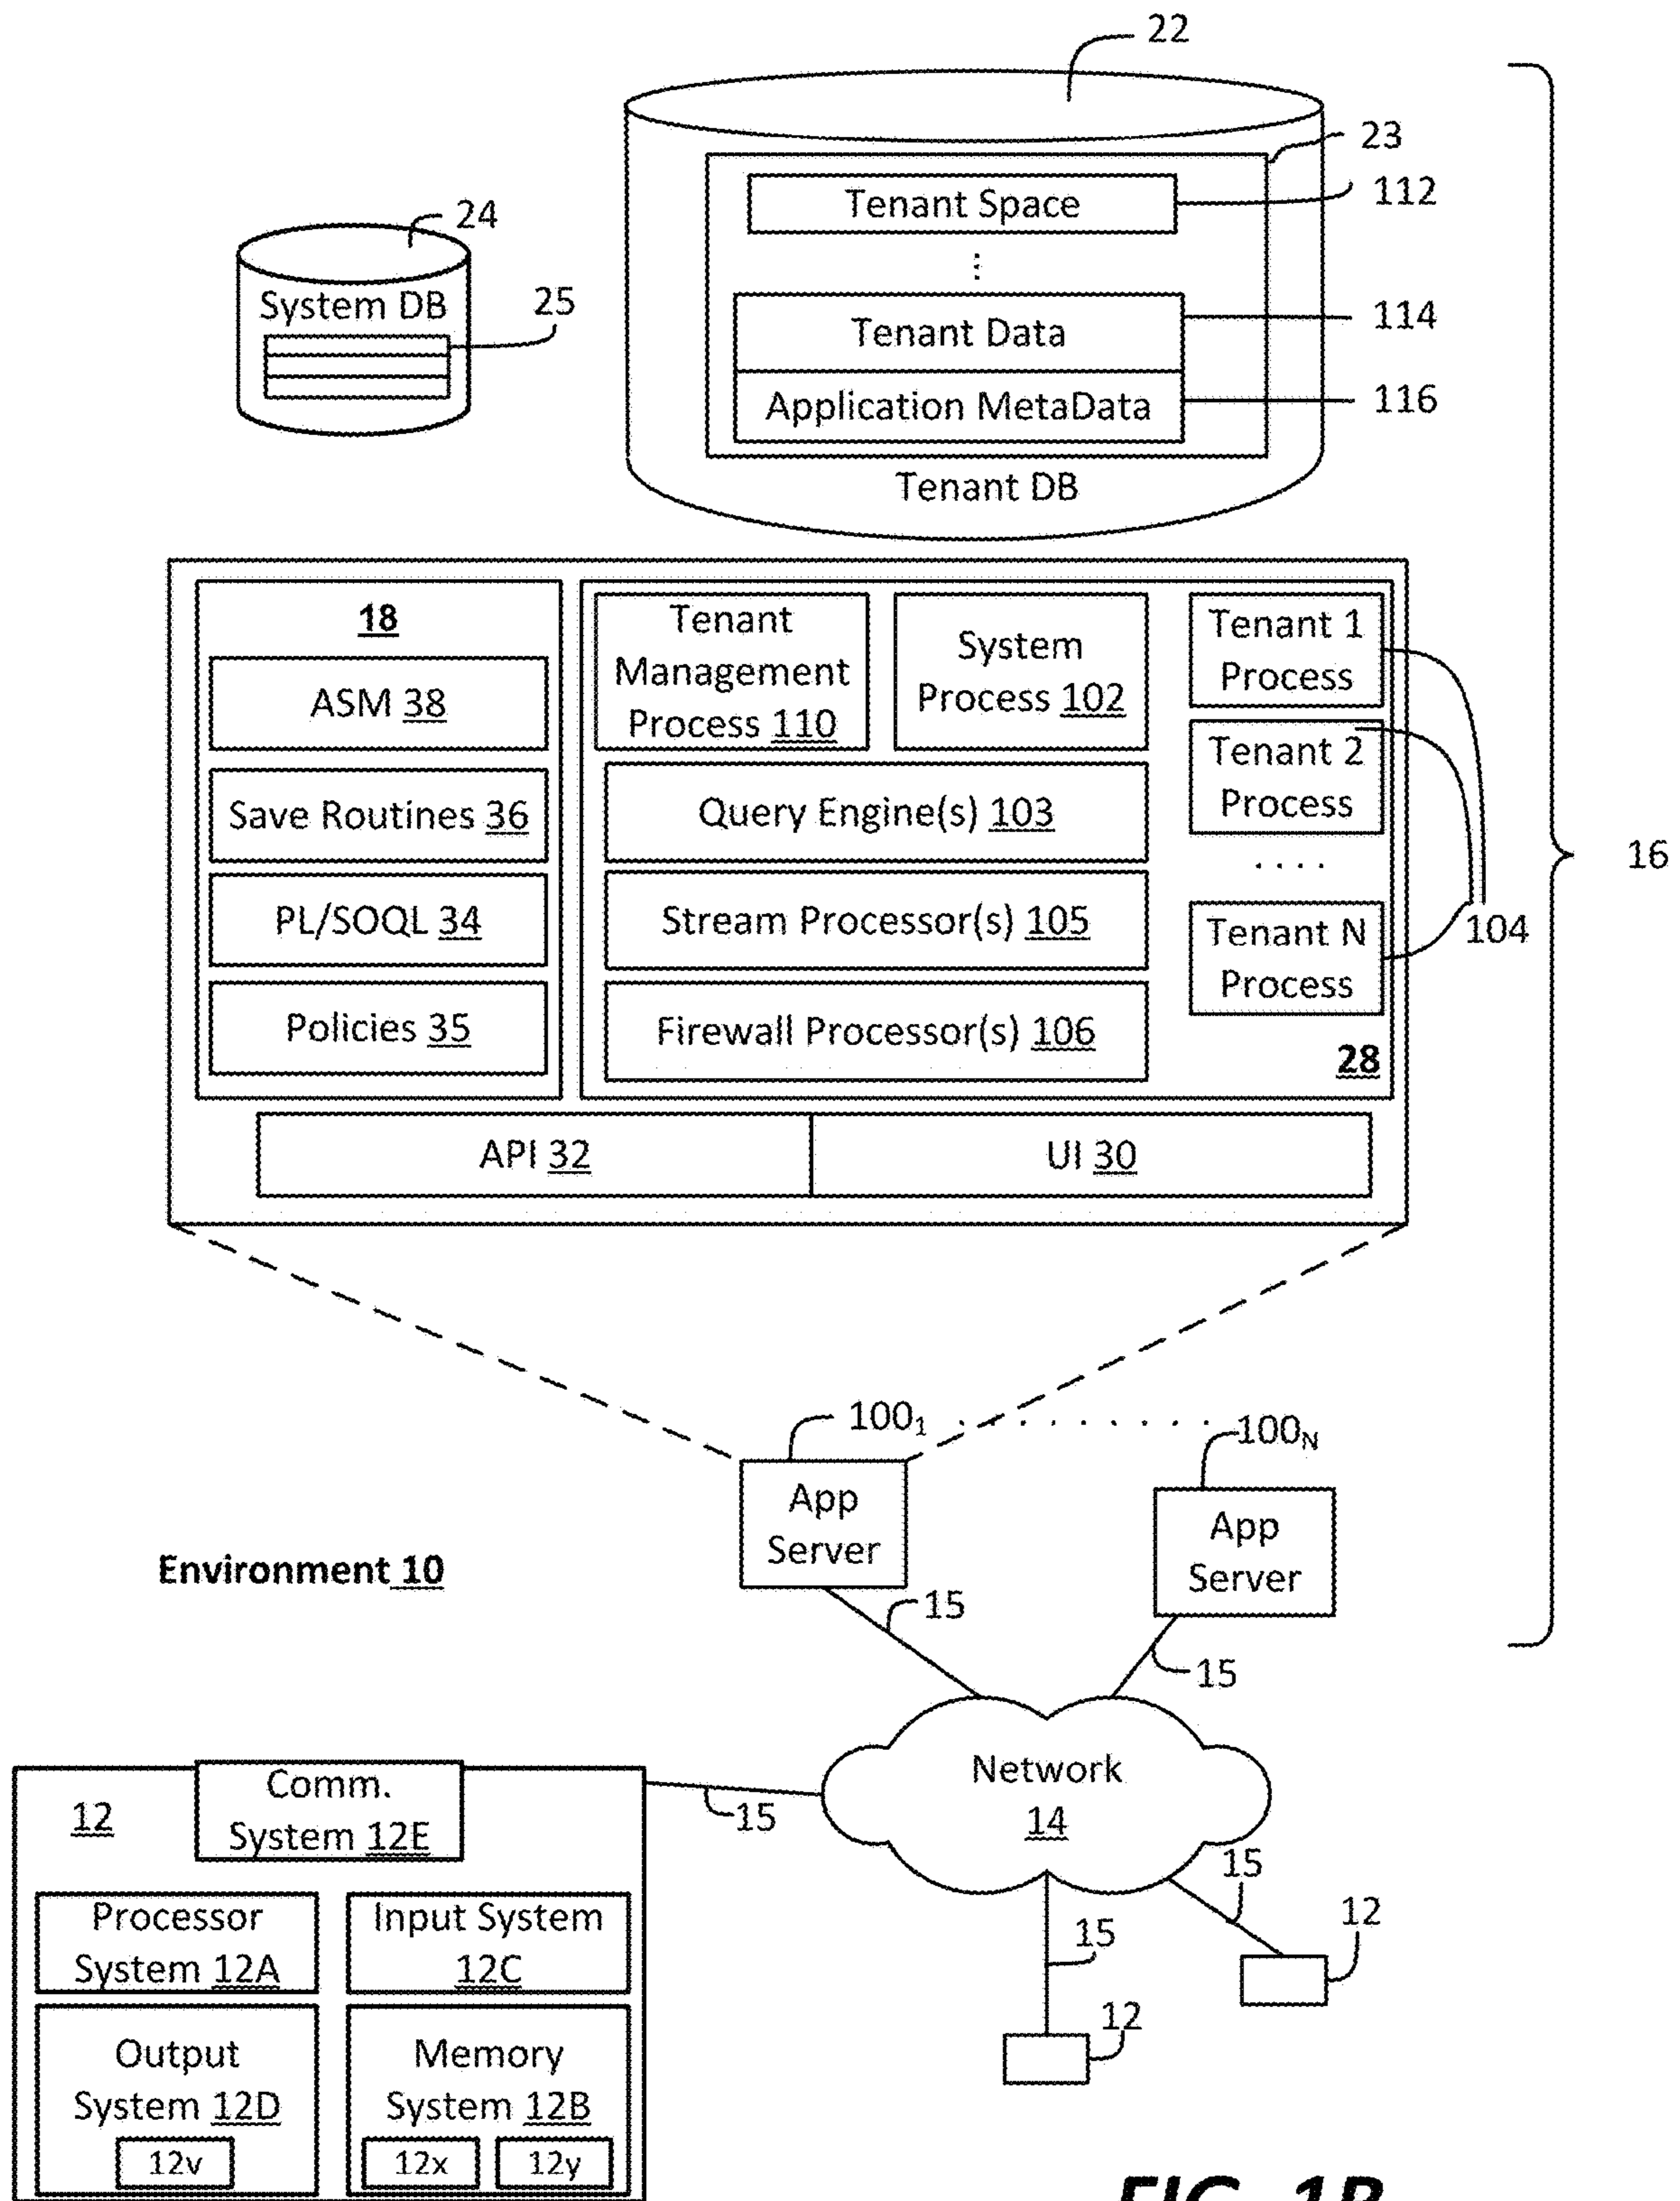 22
23
Tenant Space
112
24
System DB
25
Tenant Data
114
Application MetaData
116
Tenant DB
18
ASM 38
Save Routines 36
PL/SOQL 34
Policies 35
Tenant
Management
Process 110
System
Process 102
Query Engine(s) 103
Stream Processor(s) 105
Firewall Processor(s) 106
Tenant 1
Process
Tenant 2
Process
. . . .
Tenant N
Process
104
28
16
API 32
UI 30
100₁
. . . . . . . . .
100N
App
Server
App
Server
Environment 10
15
15
Network
14
15
15
15
12
12
12
Comm.
System 12E
Processor
System 12A
Input System
12C
Output
System 12D
12v
Memory
System 12B
12x
12y
FIG. 1B